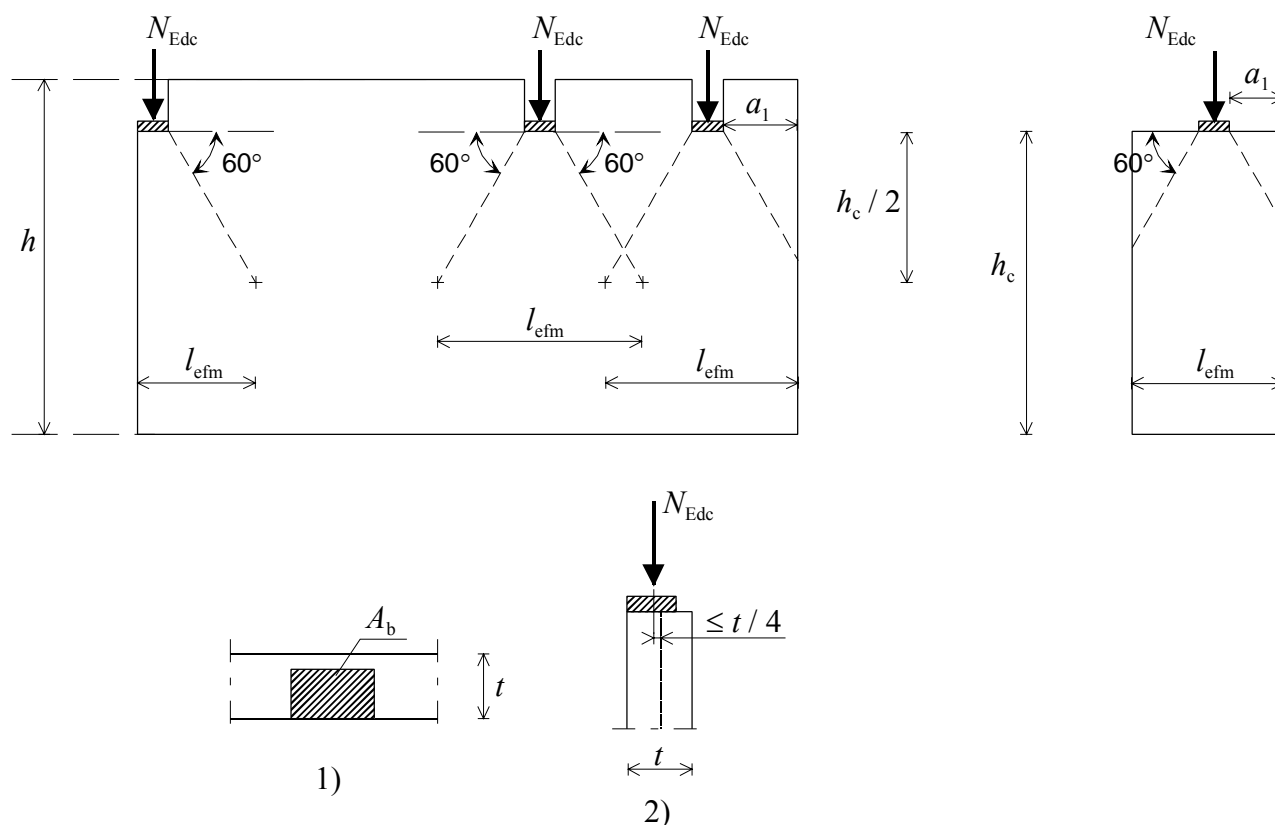 N_Edc N_Edc N_Edc N_Edc
a_1 a_1
60° 60° 60° 60°
h_c / 2
h
h_c
l_efm
l_efm l_efm l_efm
N_Edc
≤ t / 4
A_b
t
t
1)
2)